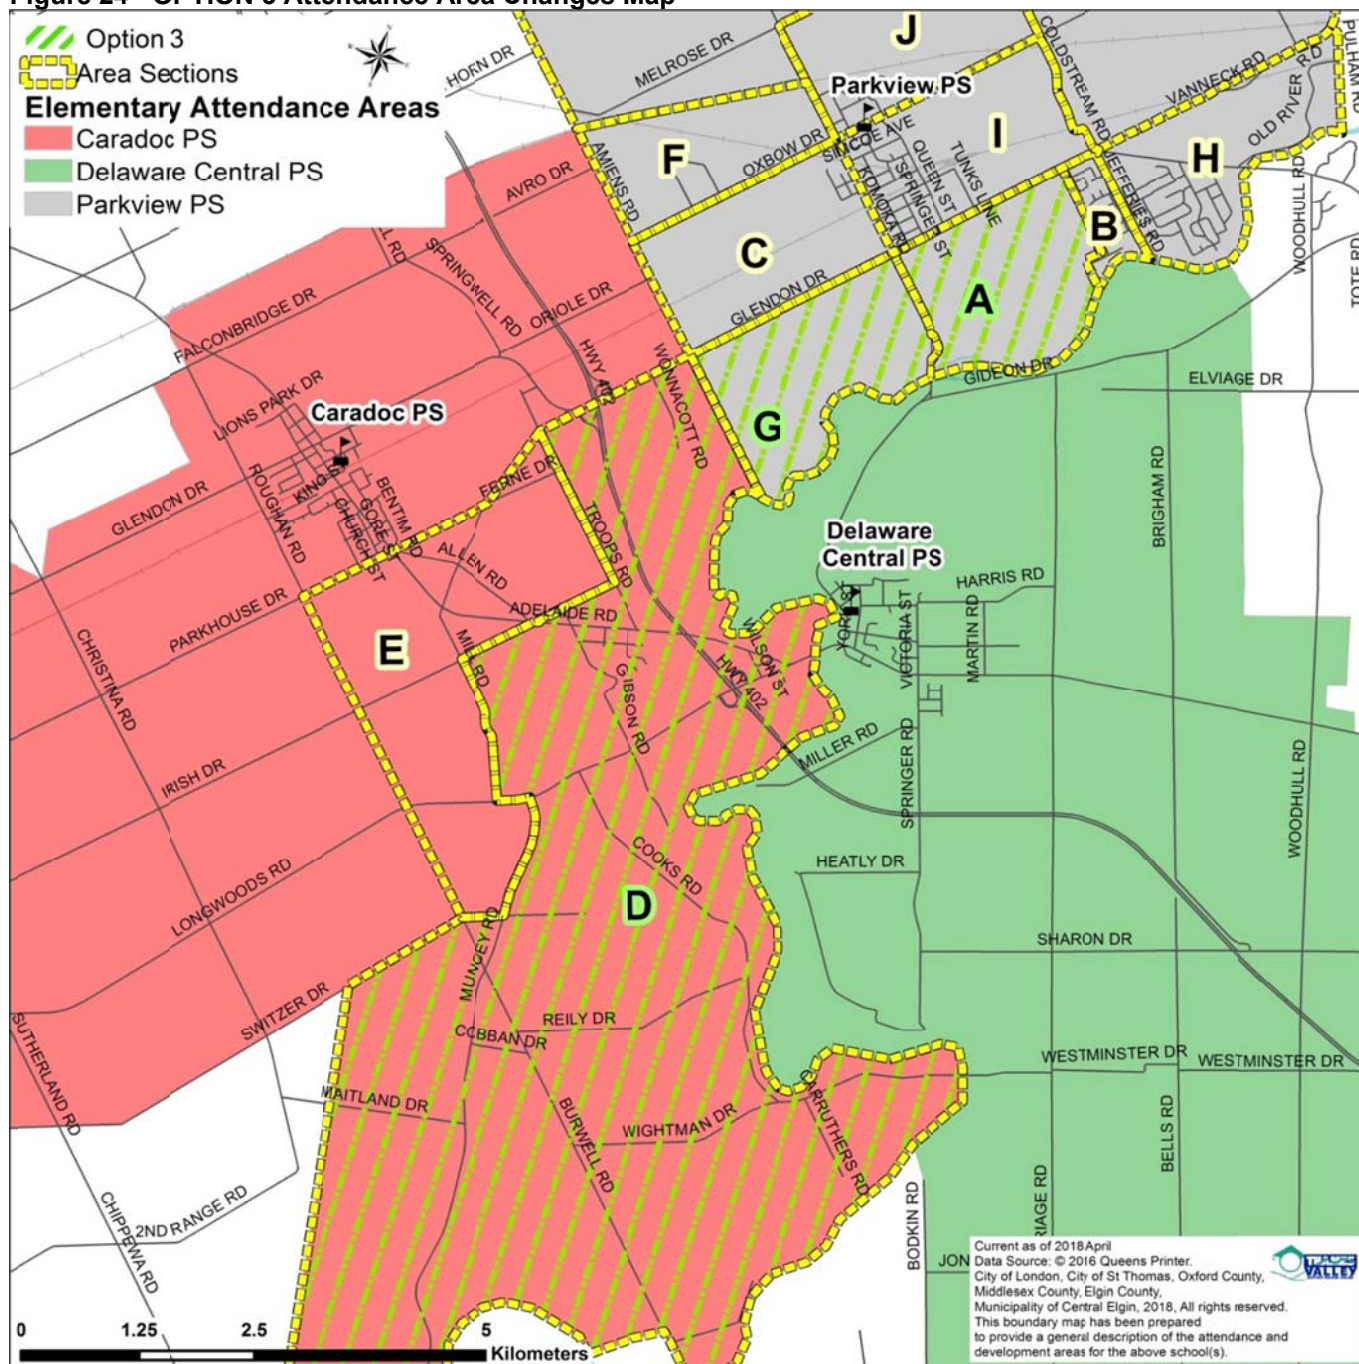 Figure 24 - OPTION 3 Attendance Area Changes Map
Option 3
Area Sections
Elementary Attendance Areas
Caradoc PS
Delaware Central PS
Parkview PS
HORN DR
MELROSE DR
J
Parkview PS
COLDSTREAM RD
VANNECK RD
OLD RIVER RD
PULHAM RD
AMIENS RD
F
OXBOW DR
SIMCOE AVE
QUEEN ST
SPRINGER ST
TUNKS LINE
KOMOKA RD
I
JEFFERIES RD
H
WOODHULL RD
TOTE RD
AVRO DR
SPRINGWELL RD
ORIOLE DR
C
GLENDON DR
B
A
FALCONBRIDGE DR
HWY 402
WONNACOTT RD
GIDEON DR
ELVIAGE DR
LIONS PARK DR
Caradoc PS
G
KING ST
ROUGHAN RD
GLENDON DR
CHURCH ST
GORE ST
BENTIM RD
FERNE DR
TROOPS RD
BRIGHAM RD
Delaware
Central PS
ALLEN RD
HARRIS RD
YORK ST
VICTORIA ST
MARTIN RD
PARKHOUSE DR
ADELAIDE RD
CHRISTINA RD
E
MILL RD
GIBSON RD
WILSON ST
HWY 402
MILLER RD
SPRINGER RD
WOODHULL RD
IRISH DR
LONGWOODS RD
COOKS RD
HEATLY DR
D
SHARON DR
MUNCEY RD
SWITZER DR
SUTHERLAND RD
REILY DR
COBBAN DR
WESTMINSTER DR
WESTMINSTER DR
MAITLAND DR
BURWELL RD
WIGHTMAN DR
CARRUTHERS RD
BELLS RD
2ND RANGE RD
CHIPPEWA RD
BODKIN RD
RIAGE RD
JON
Current as of 2018April
Data Source: © 2016 Queens Printer.
City of London, City of St Thomas, Oxford County,
Middlesex County, Elgin County,
Municipality of Central Elgin, 2018, All rights reserved.
This boundary map has been prepared
to provide a general description of the attendance and
development areas for the above school(s).
VALLEY
0 1.25 2.5 5
Kilometers